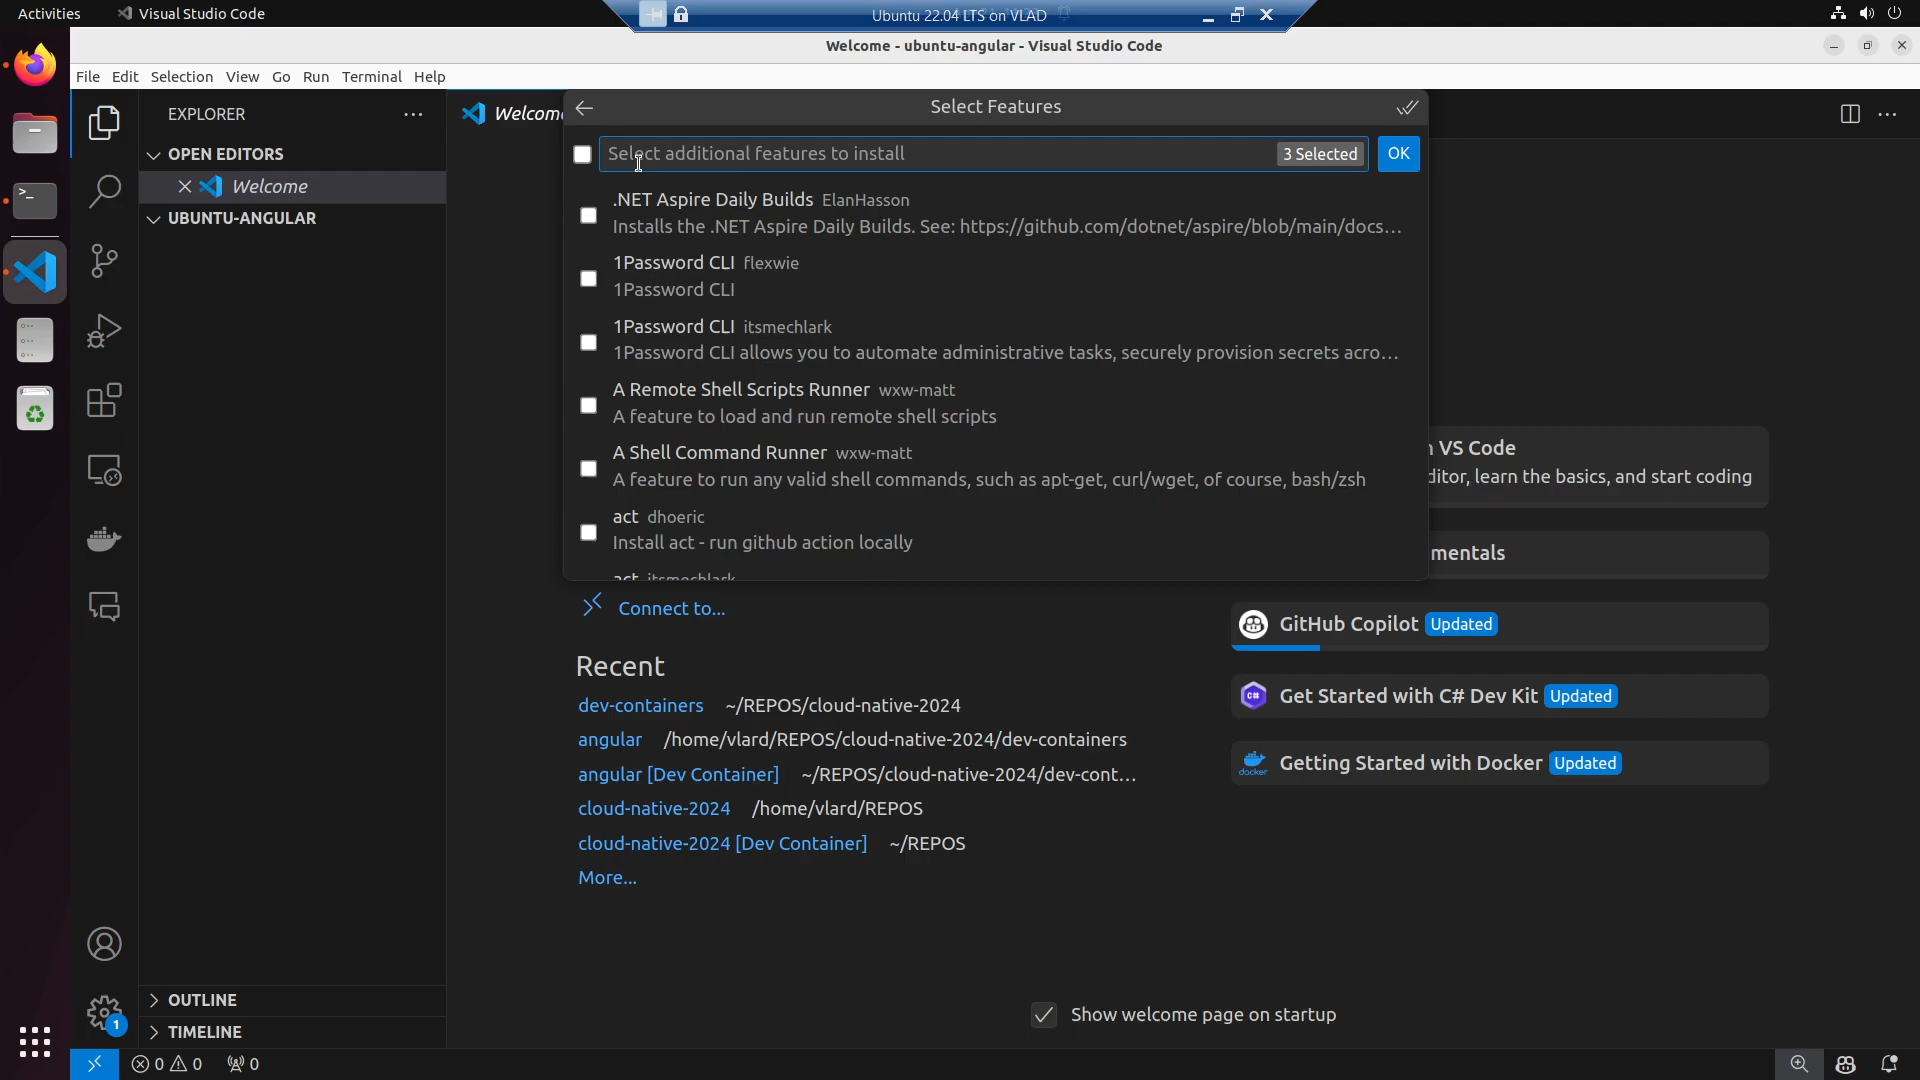 Activities
Visual Studio Code
Ubuntu 22.04 LTS on VLAD
Welcome - ubuntu-angular - Visual Studio Code
File Edit Selection View Go Run Terminal Help
EXPLORER
OPEN EDITORS
Welcome
UBUNTU-ANGULAR
OUTLINE
TIMELINE
Welcom
Select Features
Select additional features to install
3 Selected
OK
.NET Aspire Daily Builds ElanHasson
Installs the .NET Aspire Daily Builds. See: https://github.com/dotnet/aspire/blob/main/docs...
1Password CLI flexwie
1Password CLI
1Password CLI itsmechlark
1Password CLI allows you to automate administrative tasks, securely provision secrets acro...
A Remote Shell Scripts Runner wxw-matt
A feature to load and run remote shell scripts
A Shell Command Runner wxw-matt
A feature to run any valid shell commands, such as apt-get, curl/wget, of course, bash/zsh
act dhoeric
Install act - run github action locally
act itsmechlark
Connect to...
Recent
dev-containers ~/REPOS/cloud-native-2024
angular /home/vlard/REPOS/cloud-native-2024/dev-containers
angular [Dev Container] ~/REPOS/cloud-native-2024/dev-cont...
cloud-native-2024 /home/vlard/REPOS
cloud-native-2024 [Dev Container] ~/REPOS
More...
VS Code
ditor, learn the basics, and start coding
mentals
GitHub Copilot Updated
Get Started with C# Dev Kit Updated
Getting Started with Docker Updated
Show welcome page on startup
1
0 0 0